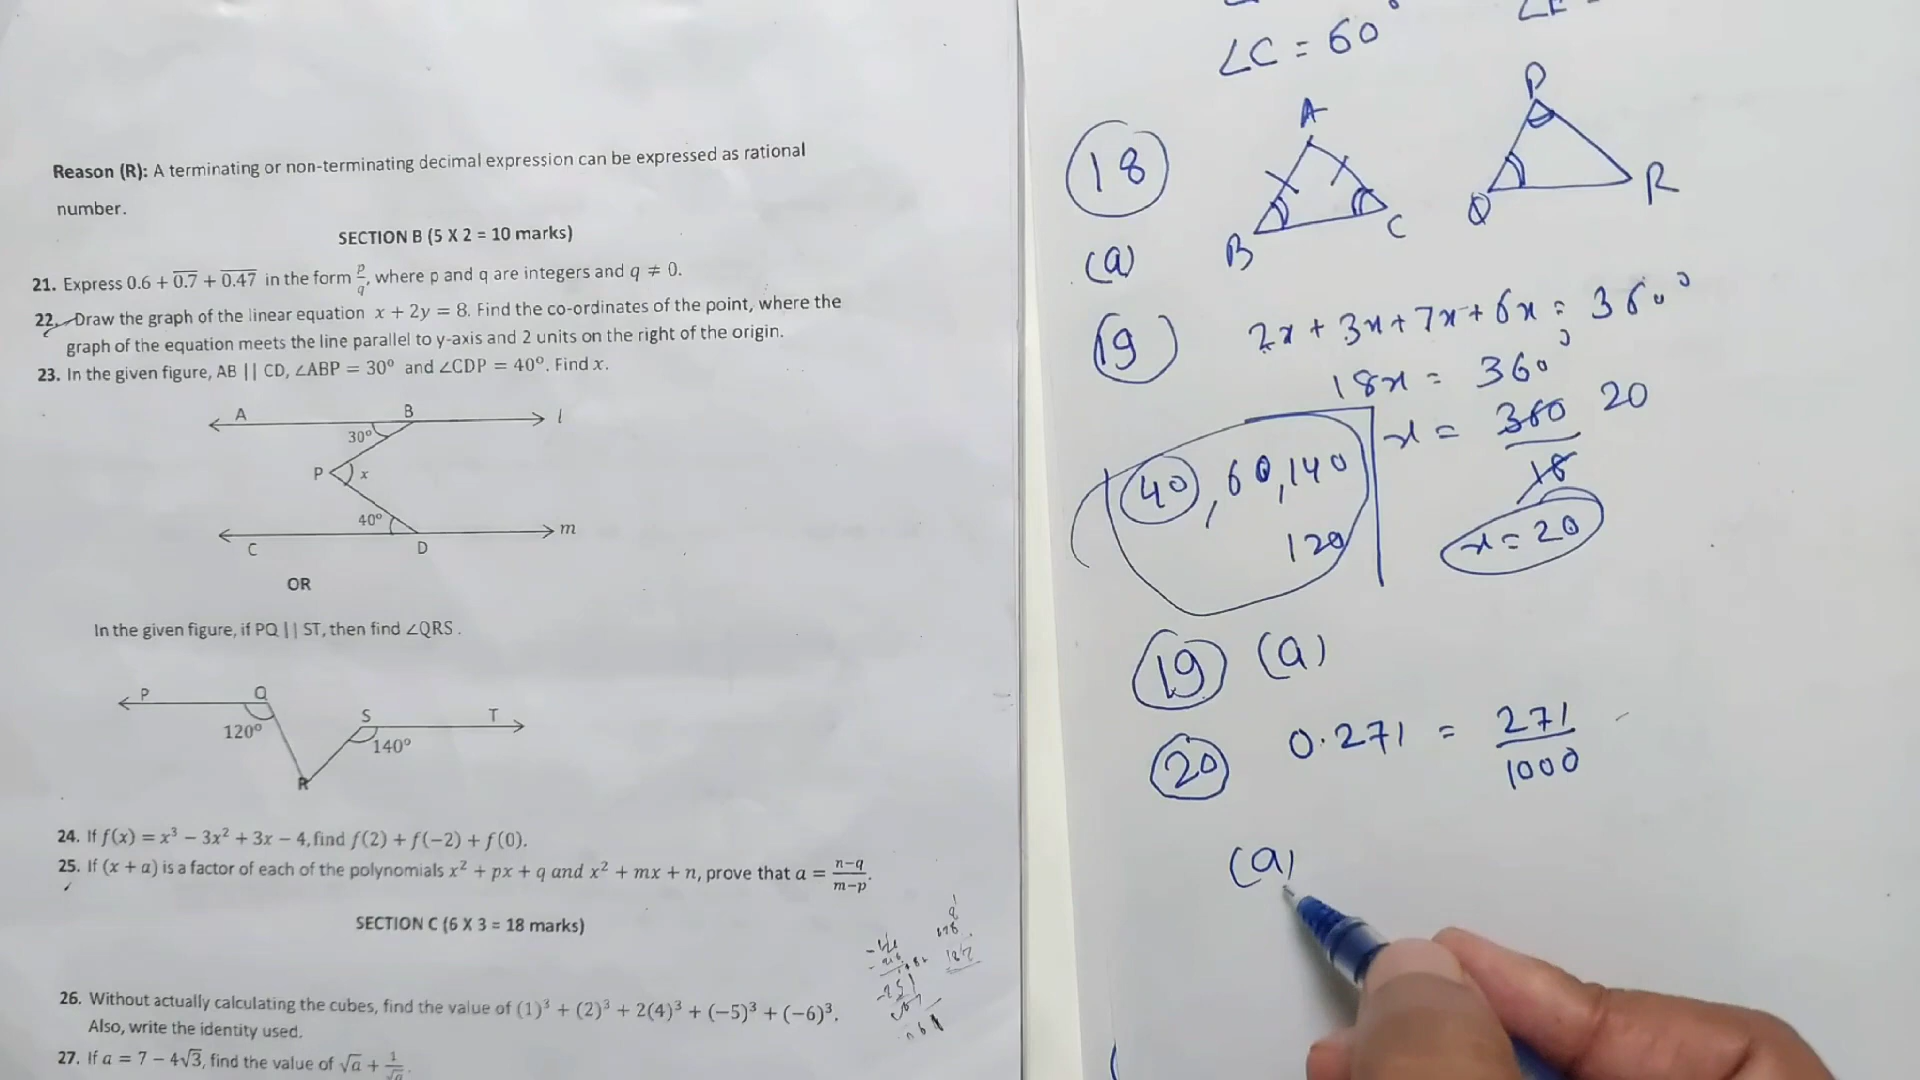 Reason (R): A terminating or non-terminating decimal expression can be expressed as rational
number.
SECTION B (5 X 2 = 10 marks)
21. Express 0.6 + 0.7̅ + 0.4̅7̅ in the form p/q, where p and q are integers and q ≠ 0.
22. Draw the graph of the linear equation x + 2y = 8. Find the co-ordinates of the point, where the
graph of the equation meets the line parallel to y-axis and 2 units on the right of the origin.
23. In the given figure, AB || CD, ∠ABP = 30° and ∠CDP = 40°. Find x.
A B l
30°
P x
40°
C D m
OR
In the given figure, if PQ || ST, then find ∠QRS.
P Q
S T
120°
140°
R
24. If f(x) = x³ − 3x² + 3x − 4, find f(2) + f(−2) + f(0).
25. If (x + a) is a factor of each of the polynomials x² + px + q and x² + mx + n, prove that a = n−q/m−p.
SECTION C (6 X 3 = 18 marks)
26. Without actually calculating the cubes, find the value of (1)³ + (2)³ + 2(4)³ + (−5)³ + (−6)³.
Also, write the identity used.
27. If a = 7 − 4√3, find the value of √a + 1/√a.
∠C = 60°
18
A
B C
P
Q R
(a)
19
2x + 3x + 7x + 6x = 360°
18x = 360°
x = 360/18 20
x = 20
40, 60, 140
120
19 (a)
20 0.271 = 271/1000
(a)